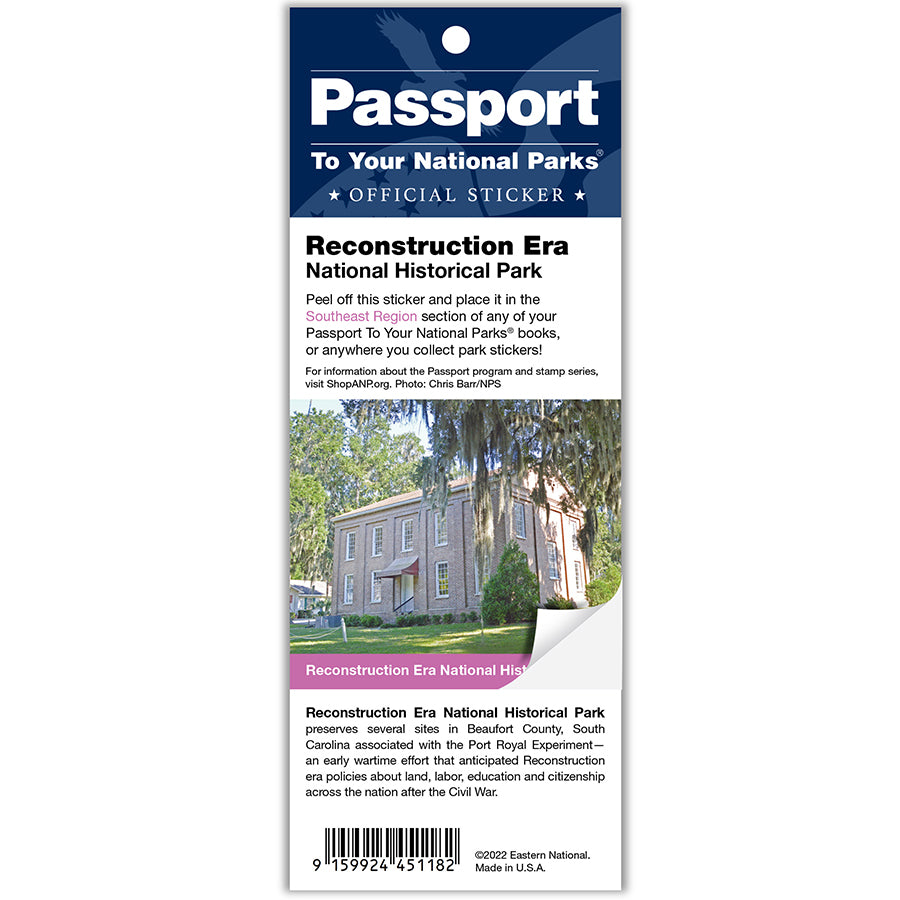 Passport
To Your National Parks®
★ OFFICIAL STICKER ★
Reconstruction Era
National Historical Park
Peel off this sticker and place it in the
Southeast Region section of any of your
Passport To Your National Parks® books,
or anywhere you collect park stickers!
For information about the Passport program and stamp series,
visit ShopANP.org. Photo: Chris Barr/NPS
Reconstruction Era National Hist
Reconstruction Era National Historical Park
preserves several sites in Beaufort County, South
Carolina associated with the Port Royal Experiment—
an early wartime effort that anticipated Reconstruction
era policies about land, labor, education and citizenship
across the nation after the Civil War.
9 159924 451182
©2022 Eastern National.
Made in U.S.A.